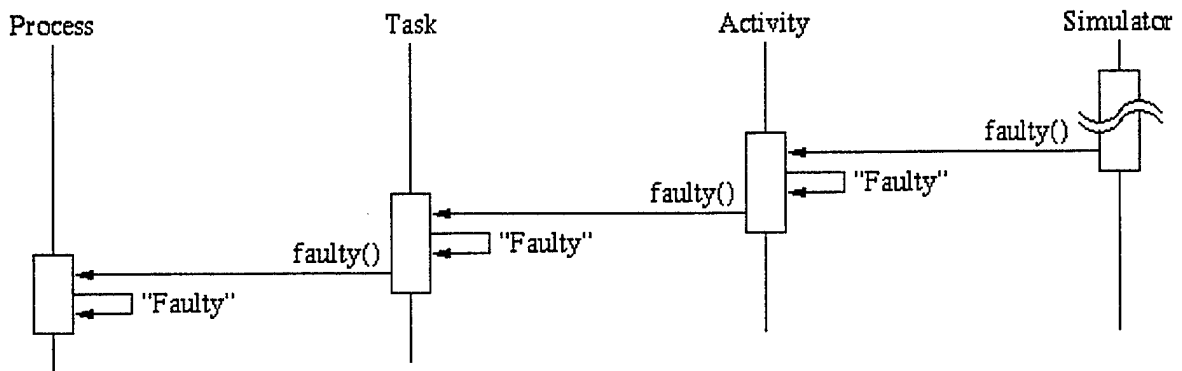 Process
Task
Activity
Simulator
faulty()
faulty()
"Faulty"
"Faulty"
faulty()
"Faulty"